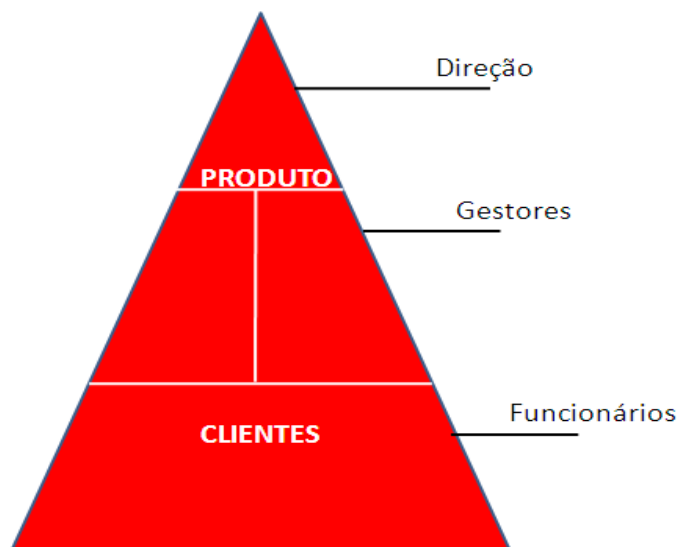 Direção
PRODUTO
Gestores
Funcionários
CLIENTES